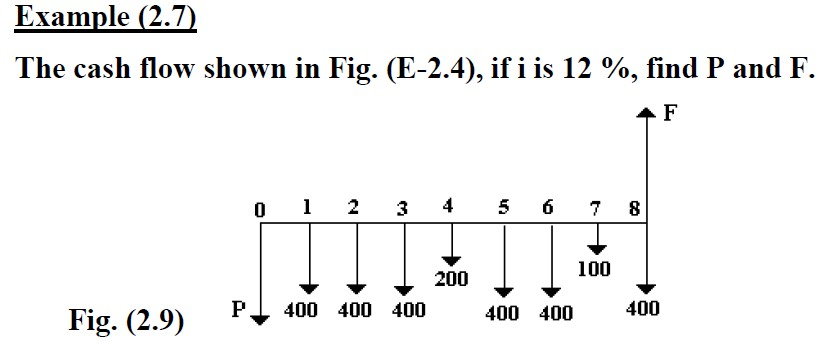 Example (2.7)
The cash flow shown in Fig. (E-2.4), if i is 12 %, find P and F.
F
0 1 2 3 4 5 6 7 8
200 100
P 400 400 400 400 400 400
Fig. (2.9)